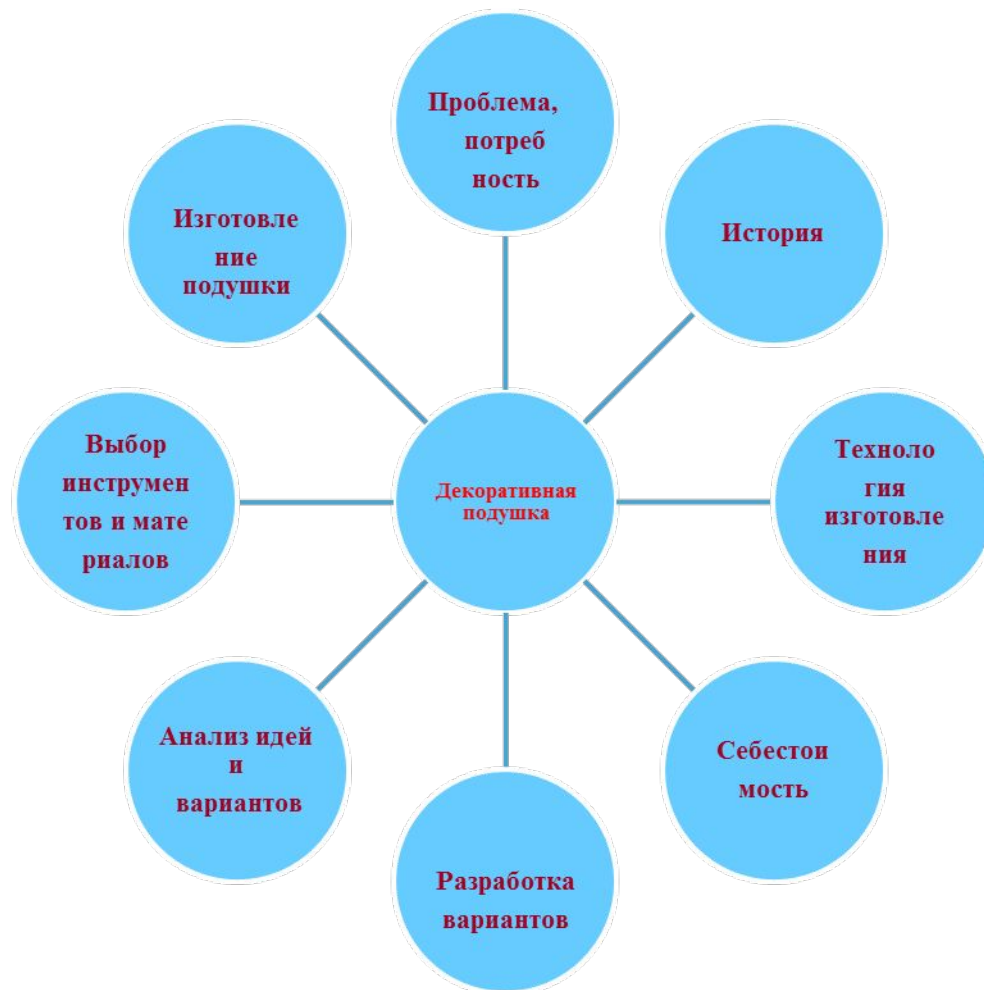 Проблема,
потреб
ность
История
Техноло
гия
изготовле
ния
Себестои
мость
Разработка
вариантов
Анализ идей
и
вариантов
Выбор
инструмен
тов и мате
риалов
Изготовле
ние
подушки
Декоративная
подушка